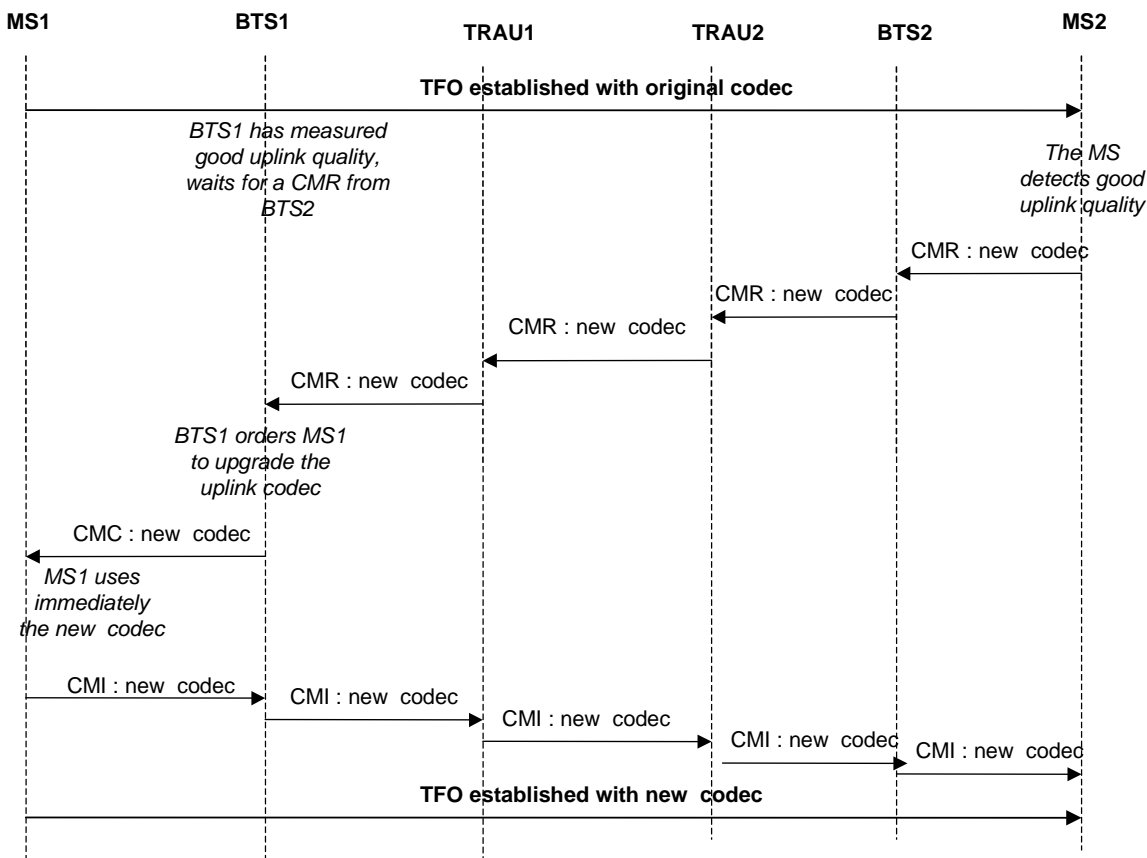 MS1 BTS1 TRAU1 TRAU2 BTS2 MS2
TFO established with original codec
BTS1 has measured
good uplink quality,
waits for a CMR from
BTS2
The MS
detects good
uplink quality
CMR : new codec
CMR : new codec
CMR : new codec
CMR : new codec
BTS1 orders MS1
to upgrade the
uplink codec
CMC : new codec
MS1 uses
immediately
the new codec
CMI : new codec
CMI : new codec
CMI : new codec
CMI : new codec
CMI : new codec
TFO established with new codec